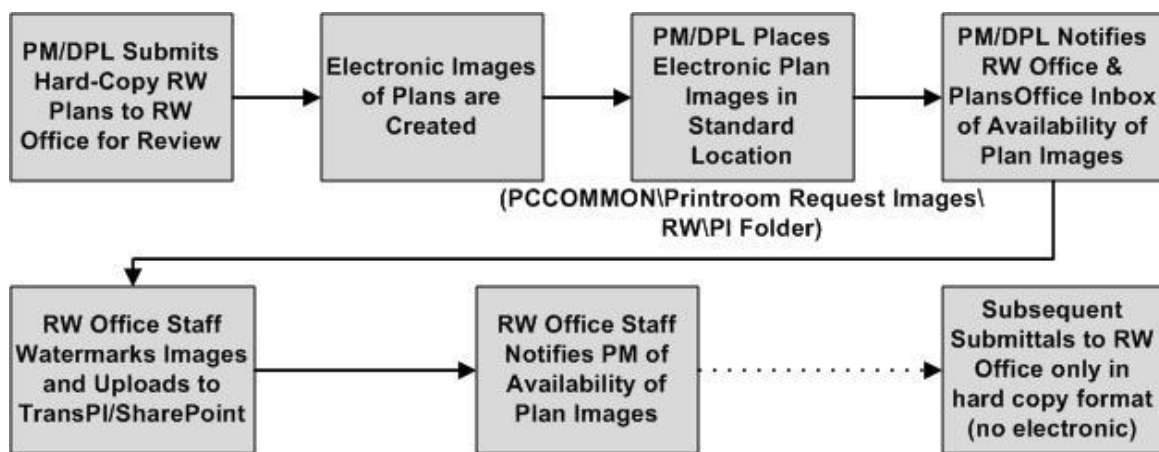 PM/DPL Submits
Hard-Copy RW
Plans to RW
Office for Review
Electronic Images
of Plans are
Created
PM/DPL Places
Electronic Plan
Images in
Standard
Location
PM/DPL Notifies
RW Office &
PlansOffice Inbox
of Availability of
Plan Images
(PCCOMMON\Printroom Request Images\
RW\PI Folder)
RW Office Staff
Watermarks Images
and Uploads to
TransPI/SharePoint
RW Office Staff
Notifies PM of
Availability of
Plan Images
Subsequent
Submittals to RW
Office only in
hard copy format
(no electronic)